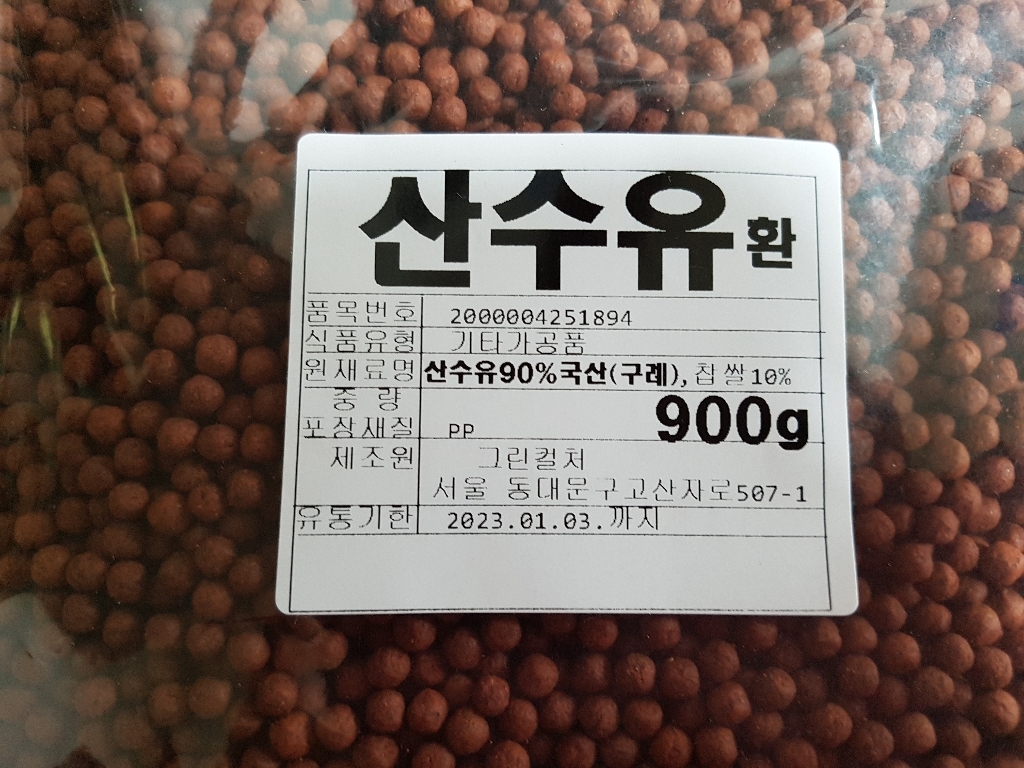 산수유 환
품목번호 2000004251894
식품유형 기타가공품
원재료명 산수유90%국산(구례), 찹쌀10%
중 량 900g
포장재질 PP
제조원 그린컬처
서울 동대문구고산자로507-1
유통기한 2023.01.03.까지